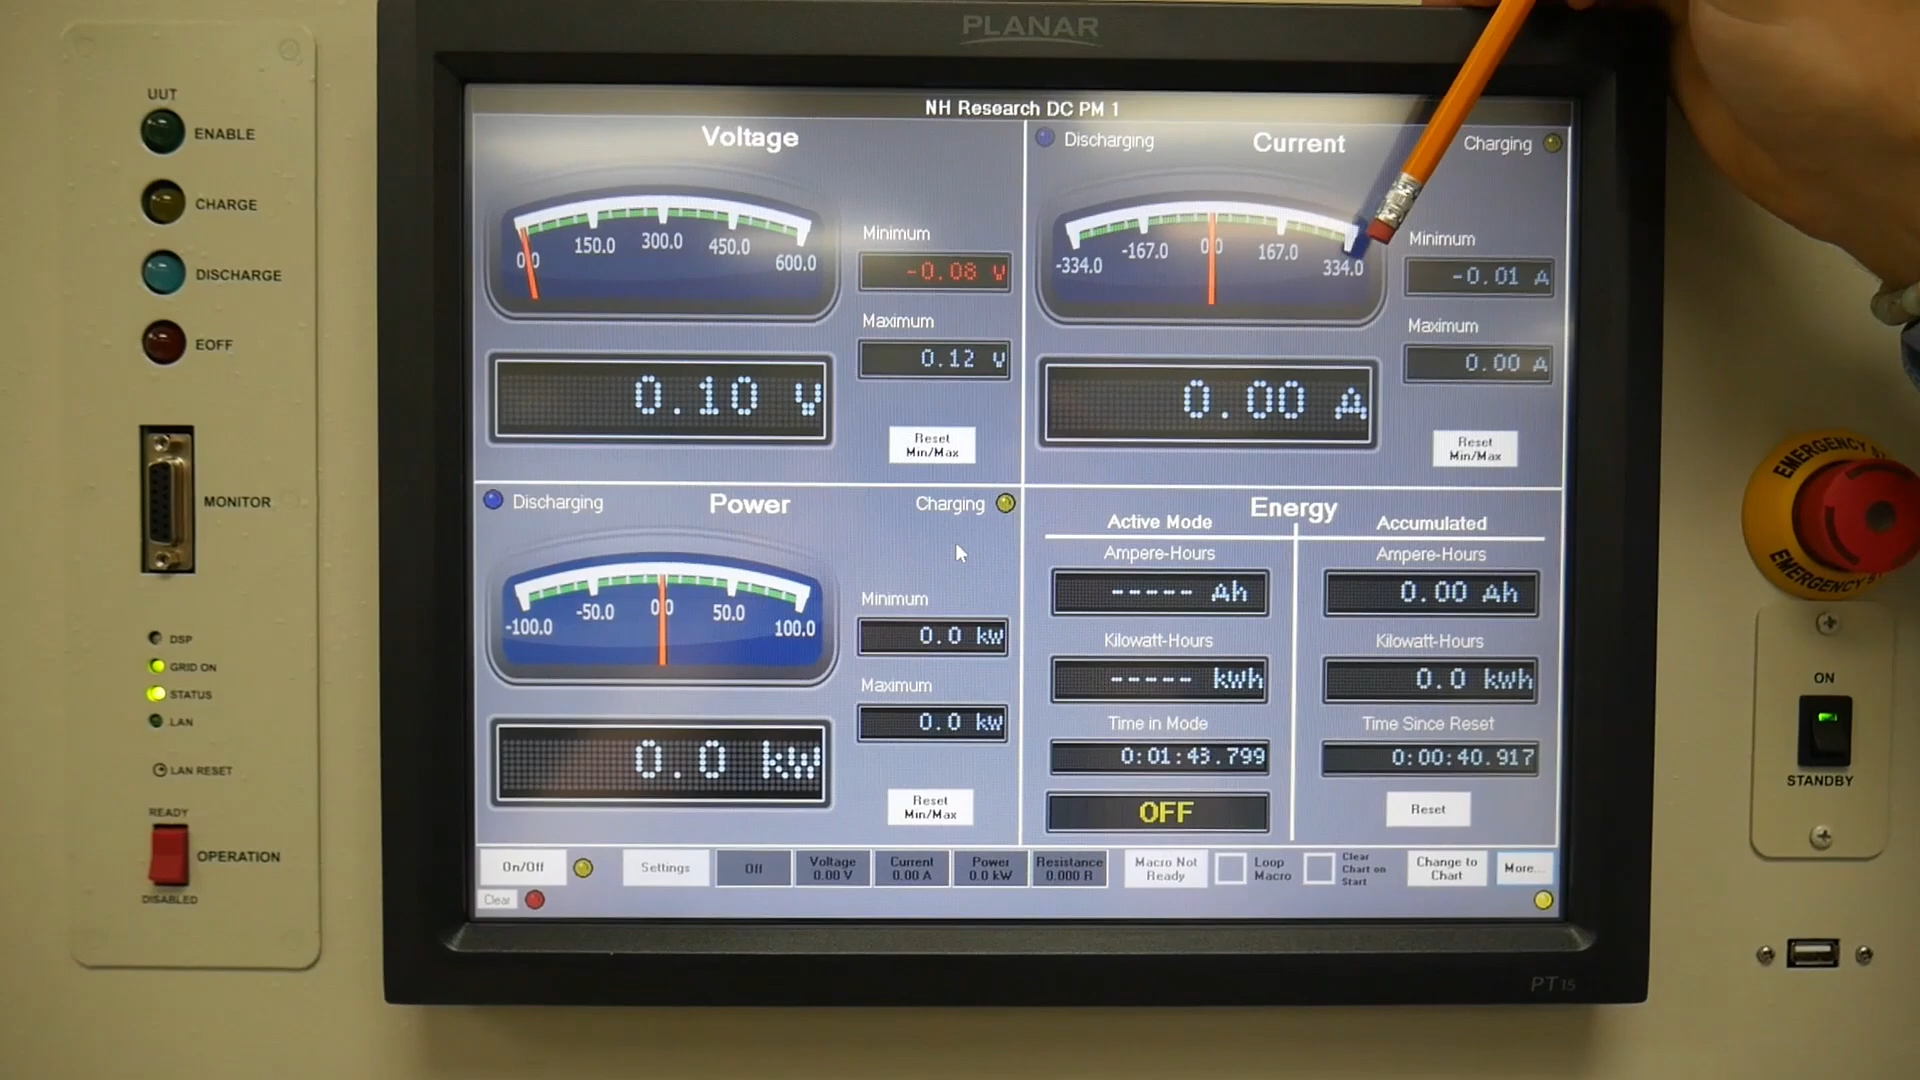 PLANAR
UUT
ENABLE
CHARGE
DISCHARGE
EOFF
MONITOR
DSP
GRID ON
STATUS
LAN
LAN RESET
READY
OPERATION
DISABLED
NH Research DC PM 1
Voltage
0.0 150.0 300.0 450.0 600.0
Minimum
-0.08 V
Maximum
0.12 V
0.10 V
Reset
Min/Max
Discharging Current Charging
-334.0 -167.0 0.0 167.0 334.0
Minimum
-0.01 A
Maximum
0.00 A
0.00 A
Reset
Min/Max
Discharging Power Charging
-100.0 -50.0 0.0 50.0 100.0
Minimum
0.0 kW
Maximum
0.0 kW
0.0 kW
Reset
Min/Max
Energy
Active Mode Accumulated
Ampere-Hours Ampere-Hours
----- Ah 0.00 Ah
Kilowatt-Hours Kilowatt-Hours
----- kWh 0.0 kWh
Time in Mode Time Since Reset
0:01:43.799 0:00:40.917
OFF Reset
On/Off
Settings
Off
Voltage
0.00 V
Current
0.00 A
Power
0.0 kW
Resistance
0.000 R
Macro Not
Ready
Loop
Macro
Clear
Chart on
Start
Change to
Chart
More...
Clear
PT15
EMERGENCY
EMERGENCY
ON
STANDBY